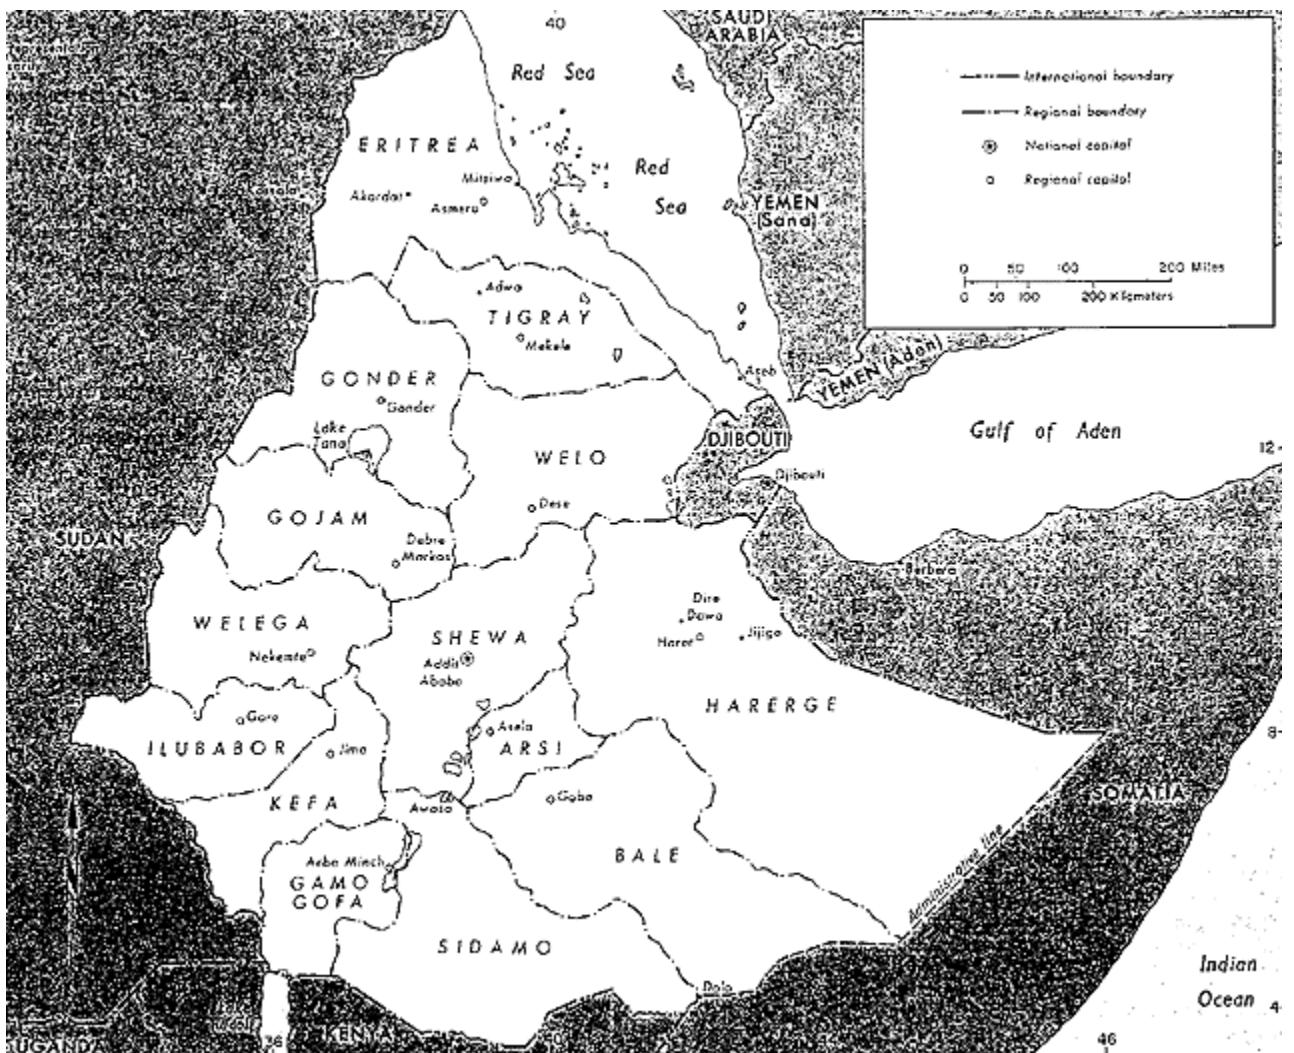 40
SAUDI
ARABIA
Red Sea
International boundary
Regional boundary
National capital
Regional capital
0 50 100 200 Miles
0 50 100 200 Kilometers
ERITREA
Mitsiwa
Akordat
Asmera
Red
Sea
YEMEN
(Sana)
Adwa
TIGRAY
Mekele
Aseb
YEMEN (Aden)
GONDER
Gonder
Lake
Tana
DJIBOUTI
Djibouti
Gulf of Aden
12
WELO
Dese
GOJAM
Debre
Markos
SUDAN
Berbera
WELEGA
Nekemte
SHEWA
Addis
Ababa
Dire
Dawa
Harer
Jijiga
HARERGE
Gore
ILUBABOR
Jima
Asela
ARSI
8
KEFA
Awasa
Goba
SOMALIA
Administrative line
Arba Minch
GAMO
GOFA
BALE
SIDAMO
Dolo
Indian
Ocean
4
KENYA
UGANDA
36
40
46